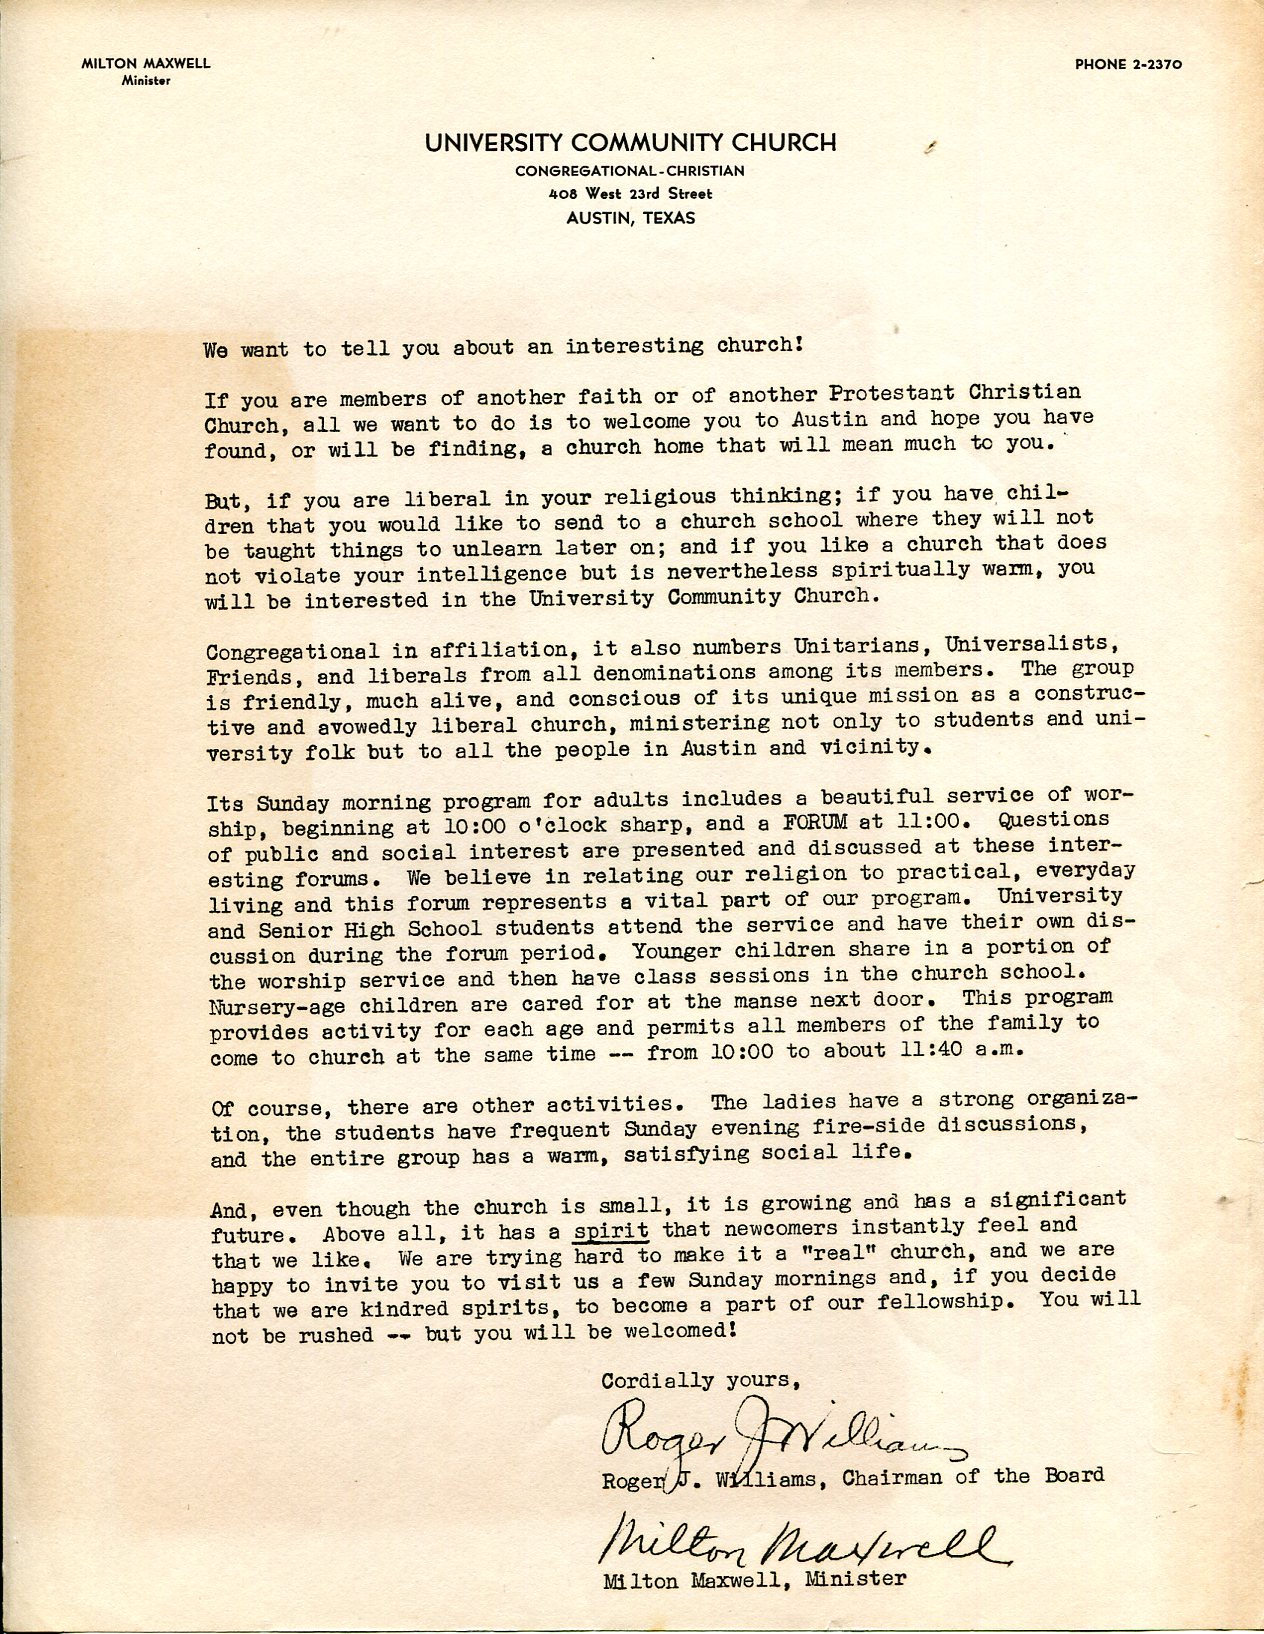 MILTON MAXWELL
Minister
PHONE 2-2370
UNIVERSITY COMMUNITY CHURCH
CONGREGATIONAL-CHRISTIAN
408 West 23rd Street
AUSTIN, TEXAS
We want to tell you about an interesting church!
If you are members of another faith or of another Protestant Christian
Church, all we want to do is to welcome you to Austin and hope you have
found, or will be finding, a church home that will mean much to you.
But, if you are liberal in your religious thinking; if you have chil-
dren that you would like to send to a church school where they will not
be taught things to unlearn later on; and if you like a church that does
not violate your intelligence but is nevertheless spiritually warm, you
will be interested in the University Community Church.
Congregational in affiliation, it also numbers Unitarians, Universalists,
Friends, and liberals from all denominations among its members. The group
is friendly, much alive, and conscious of its unique mission as a construc-
tive and avowedly liberal church, ministering not only to students and uni-
versity folk but to all the people in Austin and vicinity.
Its Sunday morning program for adults includes a beautiful service of wor-
ship, beginning at 10:00 o'clock sharp, and a FORUM at 11:00. Questions
of public and social interest are presented and discussed at these inter-
esting forums. We believe in relating our religion to practical, everyday
living and this forum represents a vital part of our program. University
and Senior High School students attend the service and have their own dis-
cussion during the forum period. Younger children share in a portion of
the worship service and then have class sessions in the church school.
Nursery-age children are cared for at the manse next door. This program
provides activity for each age and permits all members of the family to
come to church at the same time -- from 10:00 to about 11:40 a.m.
Of course, there are other activities. The ladies have a strong organiza-
tion, the students have frequent Sunday evening fire-side discussions,
and the entire group has a warm, satisfying social life.
And, even though the church is small, it is growing and has a significant
future. Above all, it has a spirit that newcomers instantly feel and
that we like. We are trying hard to make it a "real" church, and we are
happy to invite you to visit us a few Sunday mornings and, if you decide
that we are kindred spirits, to become a part of our fellowship. You will
not be rushed -- but you will be welcomed!
Cordially yours,
Roger J Williams
Roger J. Williams, Chairman of the Board
Milton Maxwell
Milton Maxwell, Minister